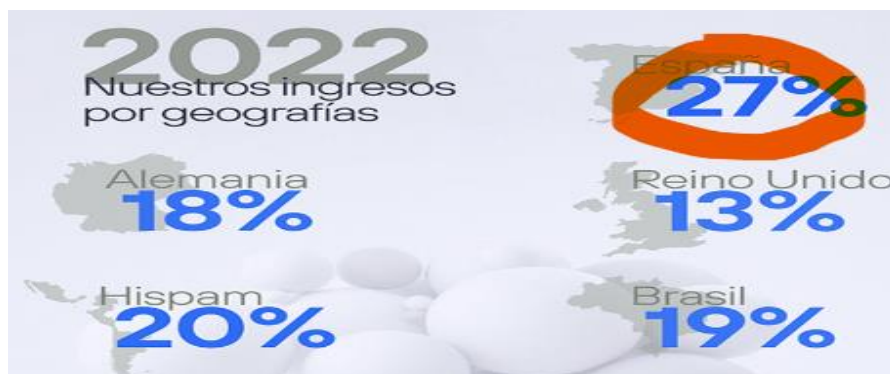 2022
Nuestros ingresos
por geografías
España
27%
Alemania
18%
Reino Unido
13%
Hispam
20%
Brasil
19%